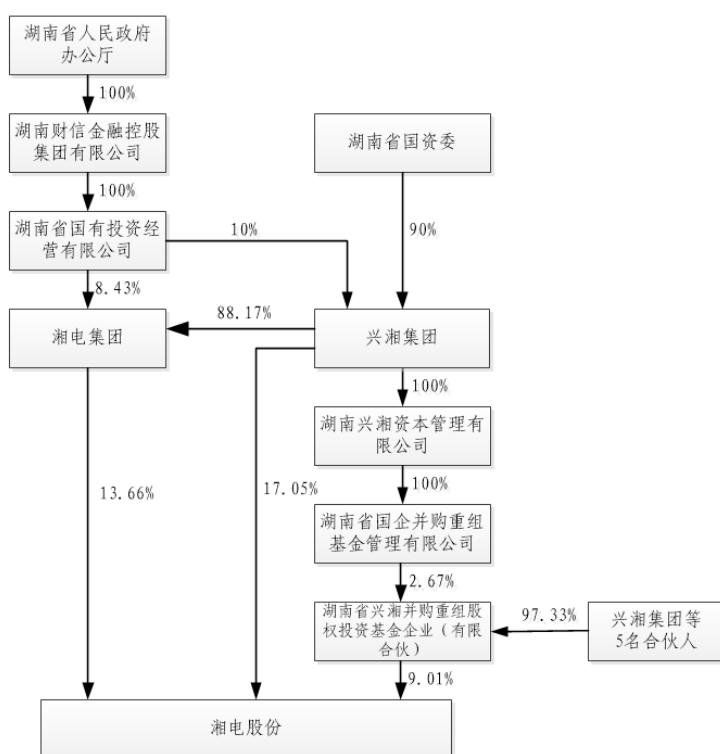 湖南省人民政府
办公厅
100%
湖南财信金融控股
集团有限公司
湖南省国资委
100%
湖南省国有投资经
营有限公司
10%
90%
8.43%
湘电集团
88.17%
兴湘集团
100%
湖南兴湘资本管理有
限公司
13.66%
17.05%
100%
湖南省国企并购重组
基金管理有限公司
2.67%
湖南省兴湘并购重组股
权投资基金企业（有限
合伙）
97.33%
兴湘集团等
5名合伙人
9.01%
湘电股份